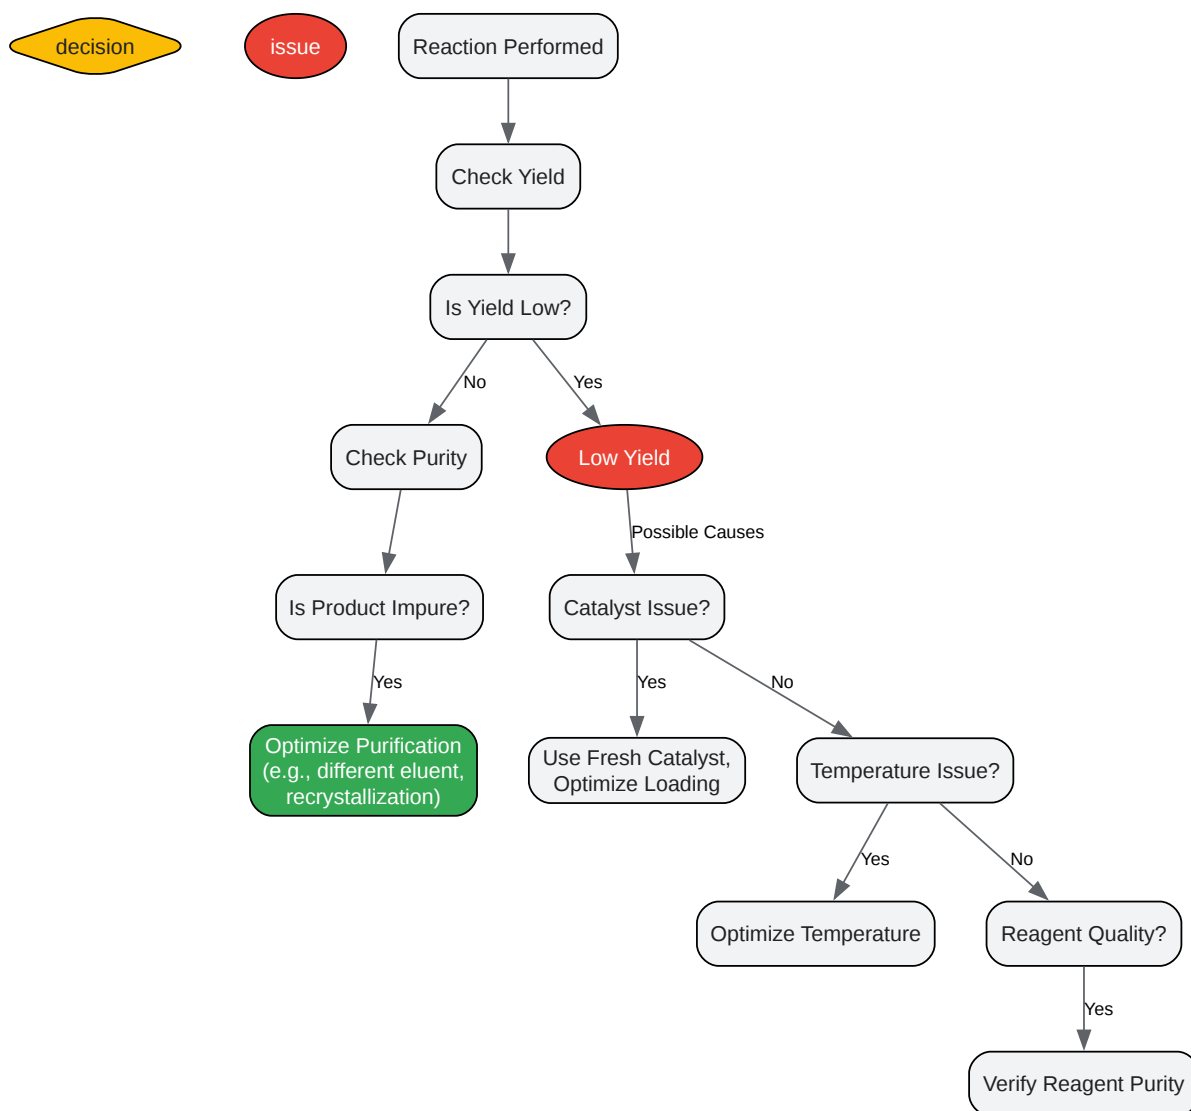 decision
issue
Reaction Performed
Check Yield
Is Yield Low?
No
Yes
Check Purity
Low Yield
Possible Causes
Is Product Impure?
Catalyst Issue?
Yes
Yes
No
Optimize Purification
(e.g., different eluent,
recrystallization)
Use Fresh Catalyst,
Optimize Loading
Temperature Issue?
Yes
No
Optimize Temperature
Reagent Quality?
Yes
Verify Reagent Purity